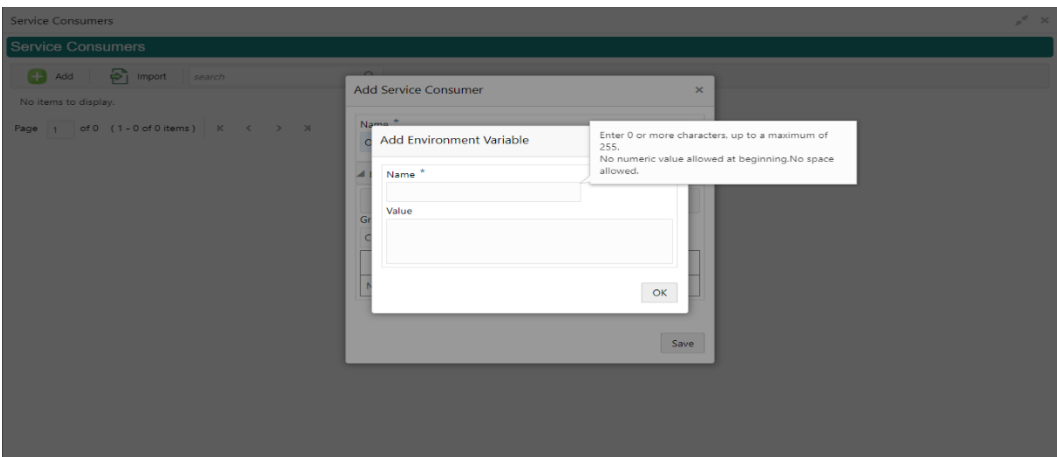 Service Consumers
Service Consumers
Add Import search
No items to display.
Page 1 of 0 ( 1 - 0 of 0 items )
Add Service Consumer
Name *
Add Environment Variable
Enter 0 or more characters, up to a maximum of
255.
No numeric value allowed at beginning.No space
allowed.
Name *
Value
OK
Save